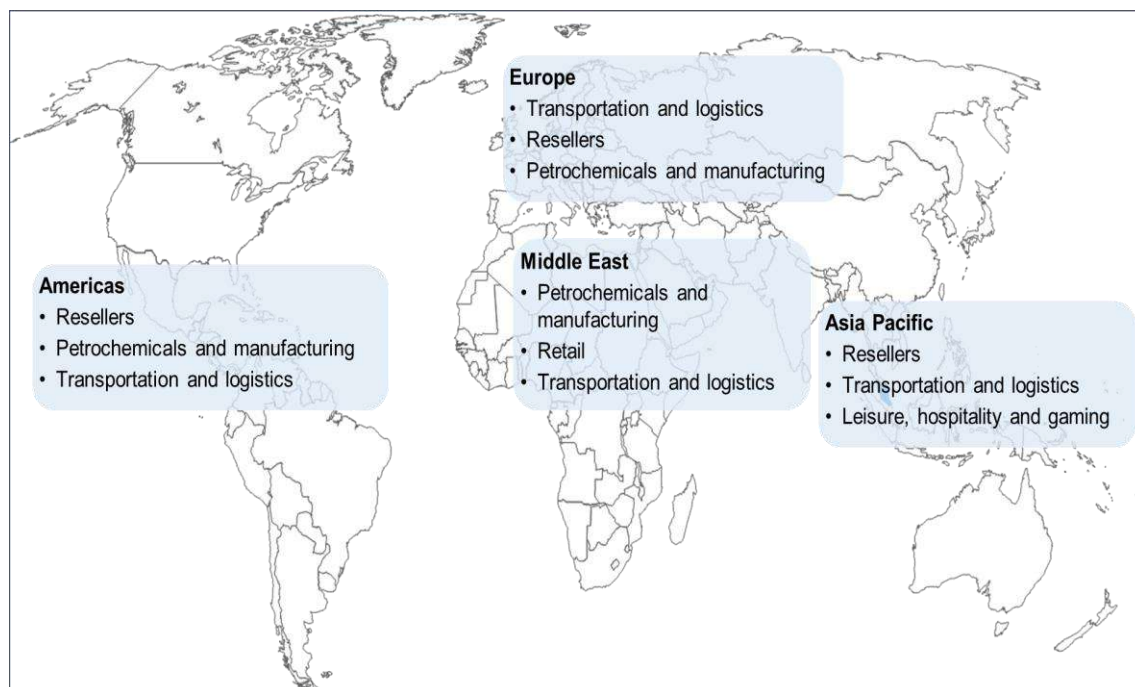 Europe
• Transportation and logistics
• Resellers
• Petrochemicals and manufacturing
Middle East
• Petrochemicals and
manufacturing
• Retail
• Transportation and logistics
Americas
• Resellers
• Petrochemicals and manufacturing
• Transportation and logistics
Asia Pacific
• Resellers
• Transportation and logistics
• Leisure, hospitality and gaming